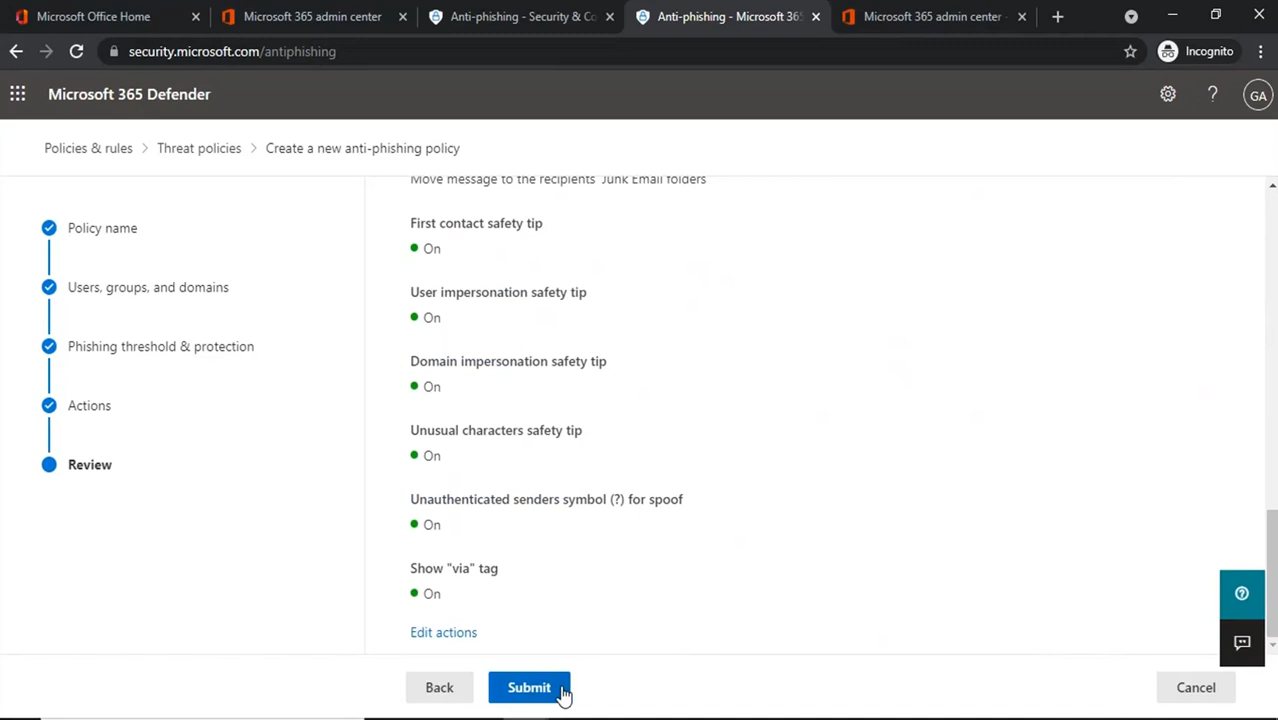 Microsoft Office Home
Microsoft 365 admin center
Anti-phishing - Security & Co
Anti-phishing - Microsoft 365
Microsoft 365 admin center
security.microsoft.com/antiphishing
Incognito
Microsoft 365 Defender
GA
Policies & rules > Threat policies > Create a new anti-phishing policy
Policy name
Users, groups, and domains
Phishing threshold & protection
Actions
Review
Move message to the recipients' Junk Email folders
First contact safety tip
On
User impersonation safety tip
On
Domain impersonation safety tip
On
Unusual characters safety tip
On
Unauthenticated senders symbol (?) for spoof
On
Show "via" tag
On
Edit actions
Back
Submit
Cancel